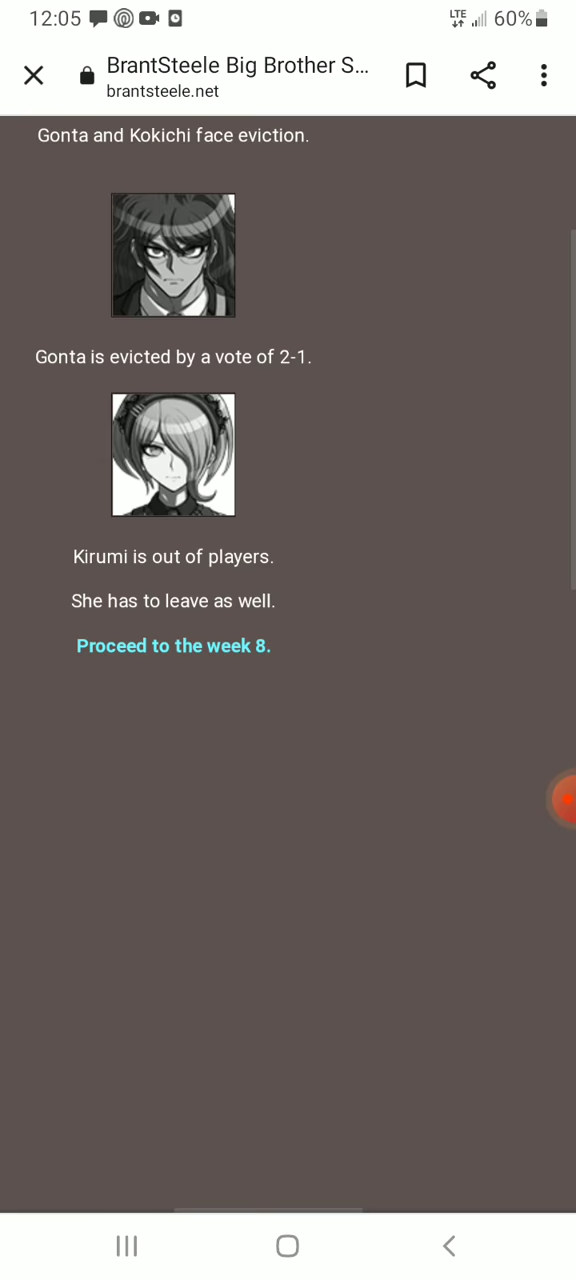 12:05
LTE 60%
BrantSteele Big Brother S...
brantsteele.net
Gonta and Kokichi face eviction.
Gonta is evicted by a vote of 2-1.
Kirumi is out of players.
She has to leave as well.
Proceed to the week 8.